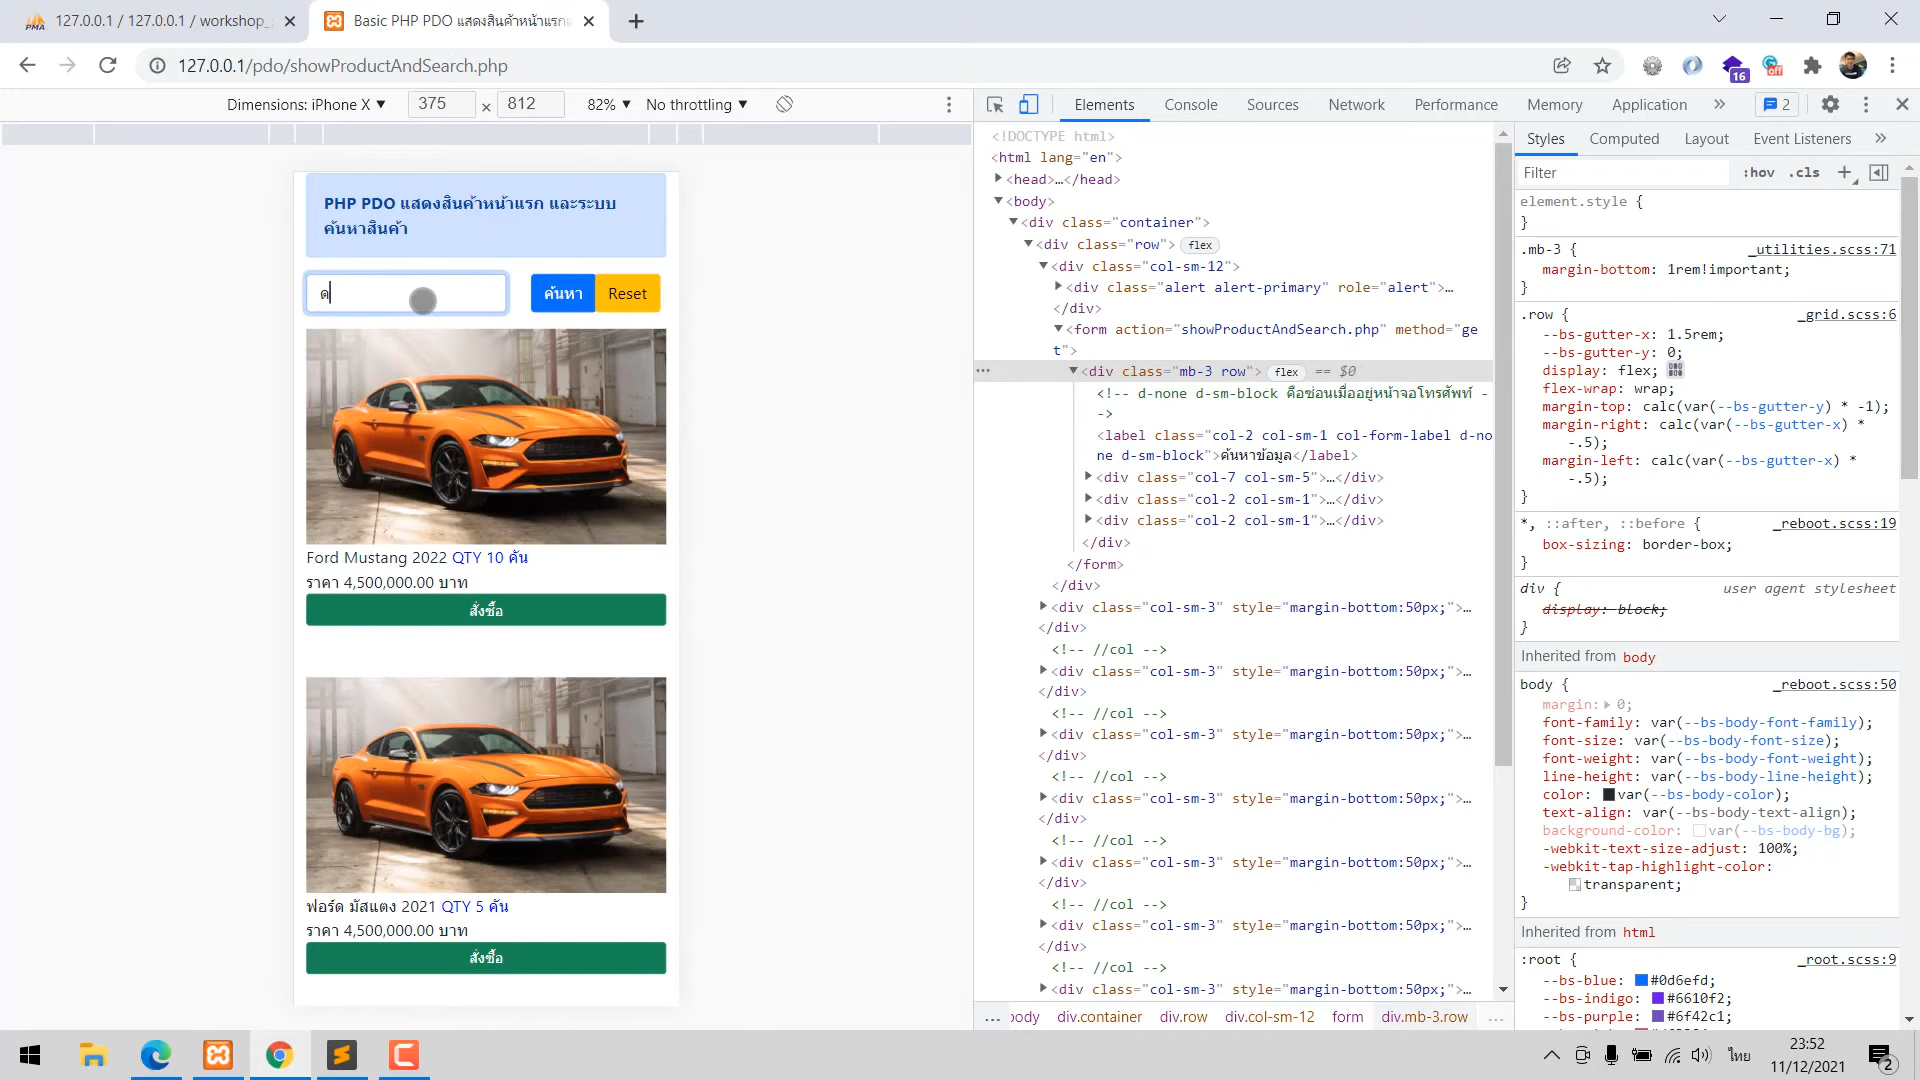 127.0.0.1 / 127.0.0.1 / workshop_
Basic PHP PDO แสดงสินค้าหน้าแรก
127.0.0.1/pdo/showProductAndSearch.php
16
off
Dimensions: iPhone X ▼ 375 × 812 82% ▼ No throttling ▼
PHP PDO แสดงสินค้าหน้าแรก และระบบ
ค้นหาสินค้า
ด
ค้นหา
Reset
Ford Mustang 2022 QTY 10 คัน
ราคา 4,500,000.00 บาท
สั่งซื้อ
ฟอร์ด มัสแตง 2021 QTY 5 คัน
ราคา 4,500,000.00 บาท
สั่งซื้อ
Elements Console Sources Network Performance Memory Application » 2
<!DOCTYPE html>
<html lang="en">
<head>…</head>
<body>
<div class="container">
<div class="row"> flex
<div class="col-sm-12">
<div class="alert alert-primary" role="alert">…
</div>
<form action="showProductAndSearch.php" method="ge
t">
<div class="mb-3 row"> flex == $0
<!-- d-none d-sm-block คือซ่อนเมื่ออยู่หน้าจอโทรศัพท์ -
->
<label class="col-2 col-sm-1 col-form-label d-no
ne d-sm-block">ค้นหาข้อมูล</label>
<div class="col-7 col-sm-5">…</div>
<div class="col-2 col-sm-1">…</div>
<div class="col-2 col-sm-1">…</div>
</div>
</form>
</div>
<div class="col-sm-3" style="margin-bottom:50px;">…
</div>
<!-- //col -->
<div class="col-sm-3" style="margin-bottom:50px;">…
</div>
<!-- //col -->
<div class="col-sm-3" style="margin-bottom:50px;">…
</div>
<!-- //col -->
<div class="col-sm-3" style="margin-bottom:50px;">…
</div>
<!-- //col -->
<div class="col-sm-3" style="margin-bottom:50px;">…
</div>
<!-- //col -->
<div class="col-sm-3" style="margin-bottom:50px;">…
</div>
<!-- //col -->
<div class="col-sm-3" style="margin-bottom:50px;">…
... body div.container div.row div.col-sm-12 form div.mb-3.row ...
Styles Computed Layout Event Listeners »
Filter :hov .cls +
element.style {
}
.mb-3 { _utilities.scss:71
margin-bottom: 1rem!important;
}
.row { _grid.scss:6
--bs-gutter-x: 1.5rem;
--bs-gutter-y: 0;
display: flex;
flex-wrap: wrap;
margin-top: calc(var(--bs-gutter-y) * -1);
margin-right: calc(var(--bs-gutter-x) *
-.5);
margin-left: calc(var(--bs-gutter-x) *
-.5);
}
*, ::after, ::before { _reboot.scss:19
box-sizing: border-box;
}
div { user agent stylesheet
display: block;
}
Inherited from body
body { _reboot.scss:50
margin: 0;
font-family: var(--bs-body-font-family);
font-size: var(--bs-body-font-size);
font-weight: var(--bs-body-font-weight);
line-height: var(--bs-body-line-height);
color: var(--bs-body-color);
text-align: var(--bs-body-text-align);
background-color: var(--bs-body-bg);
-webkit-text-size-adjust: 100%;
-webkit-tap-highlight-color:
transparent;
}
Inherited from html
:root { _root.scss:9
--bs-blue: #0d6efd;
--bs-indigo: #6610f2;
--bs-purple: #6f42c1;
ไทย
23:52
11/12/2021
2